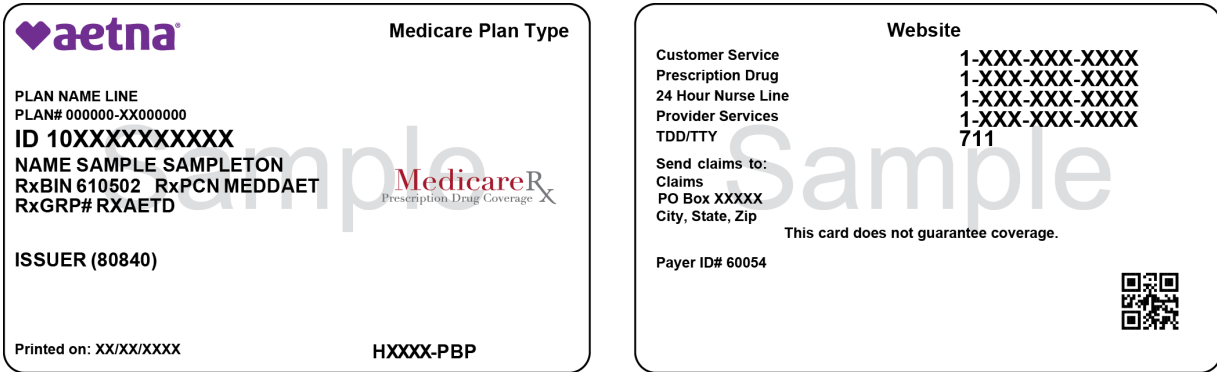 aetna®
Medicare Plan Type
PLAN NAME LINE
PLAN# 000000-XX000000
ID 10XXXXXXXXXX
NAME SAMPLE SAMPLETON
RxBIN 610502 RxPCN MEDDAET
RxGRP# RXAETD
MedicareRx
Prescription Drug Coverage
ISSUER (80840)
Printed on: XX/XX/XXXX
HXXXX-PBP
Sample
Website
Customer Service 1-XXX-XXX-XXXX
Prescription Drug 1-XXX-XXX-XXXX
24 Hour Nurse Line 1-XXX-XXX-XXXX
Provider Services 1-XXX-XXX-XXXX
TDD/TTY 711
Send claims to:
Claims
PO Box XXXXX
City, State, Zip
This card does not guarantee coverage.
Payer ID# 60054
Sample